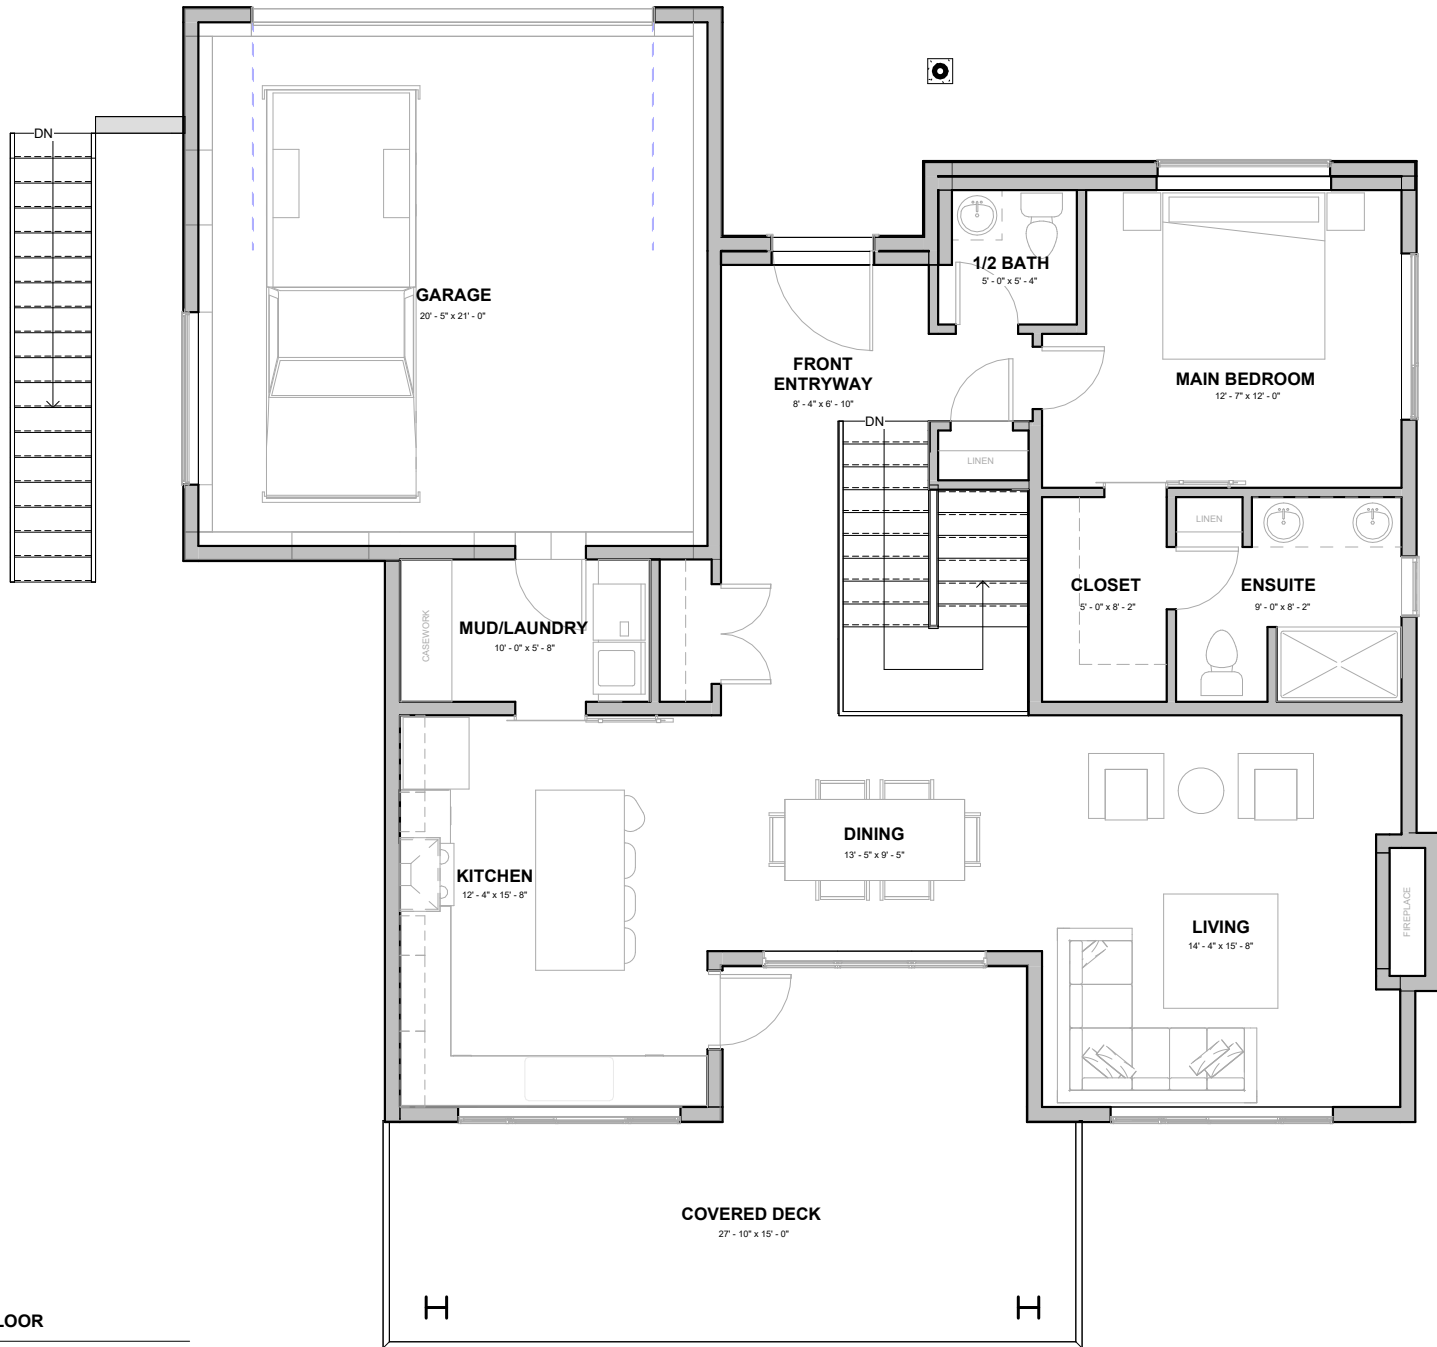 DN
GARAGE
20' - 5" x 21' - 0"
1/2 BATH
5' - 0" x 5' - 4"
FRONT
ENTRYWAY
8' - 4" x 6' - 10"
MAIN BEDROOM
12' - 7" x 12' - 0"
DN
LINEN
LINEN
CLOSET
5' - 0" x 8' - 2"
ENSUITE
9' - 0" x 8' - 2"
CASEWORK
MUD/LAUNDRY
10' - 0" x 5' - 8"
DINING
13' - 5" x 9' - 5"
KITCHEN
12' - 4" x 15' - 8"
LIVING
14' - 4" x 15' - 8"
FIREPLACE
COVERED DECK
27' - 10" x 15' - 0"
LOOR